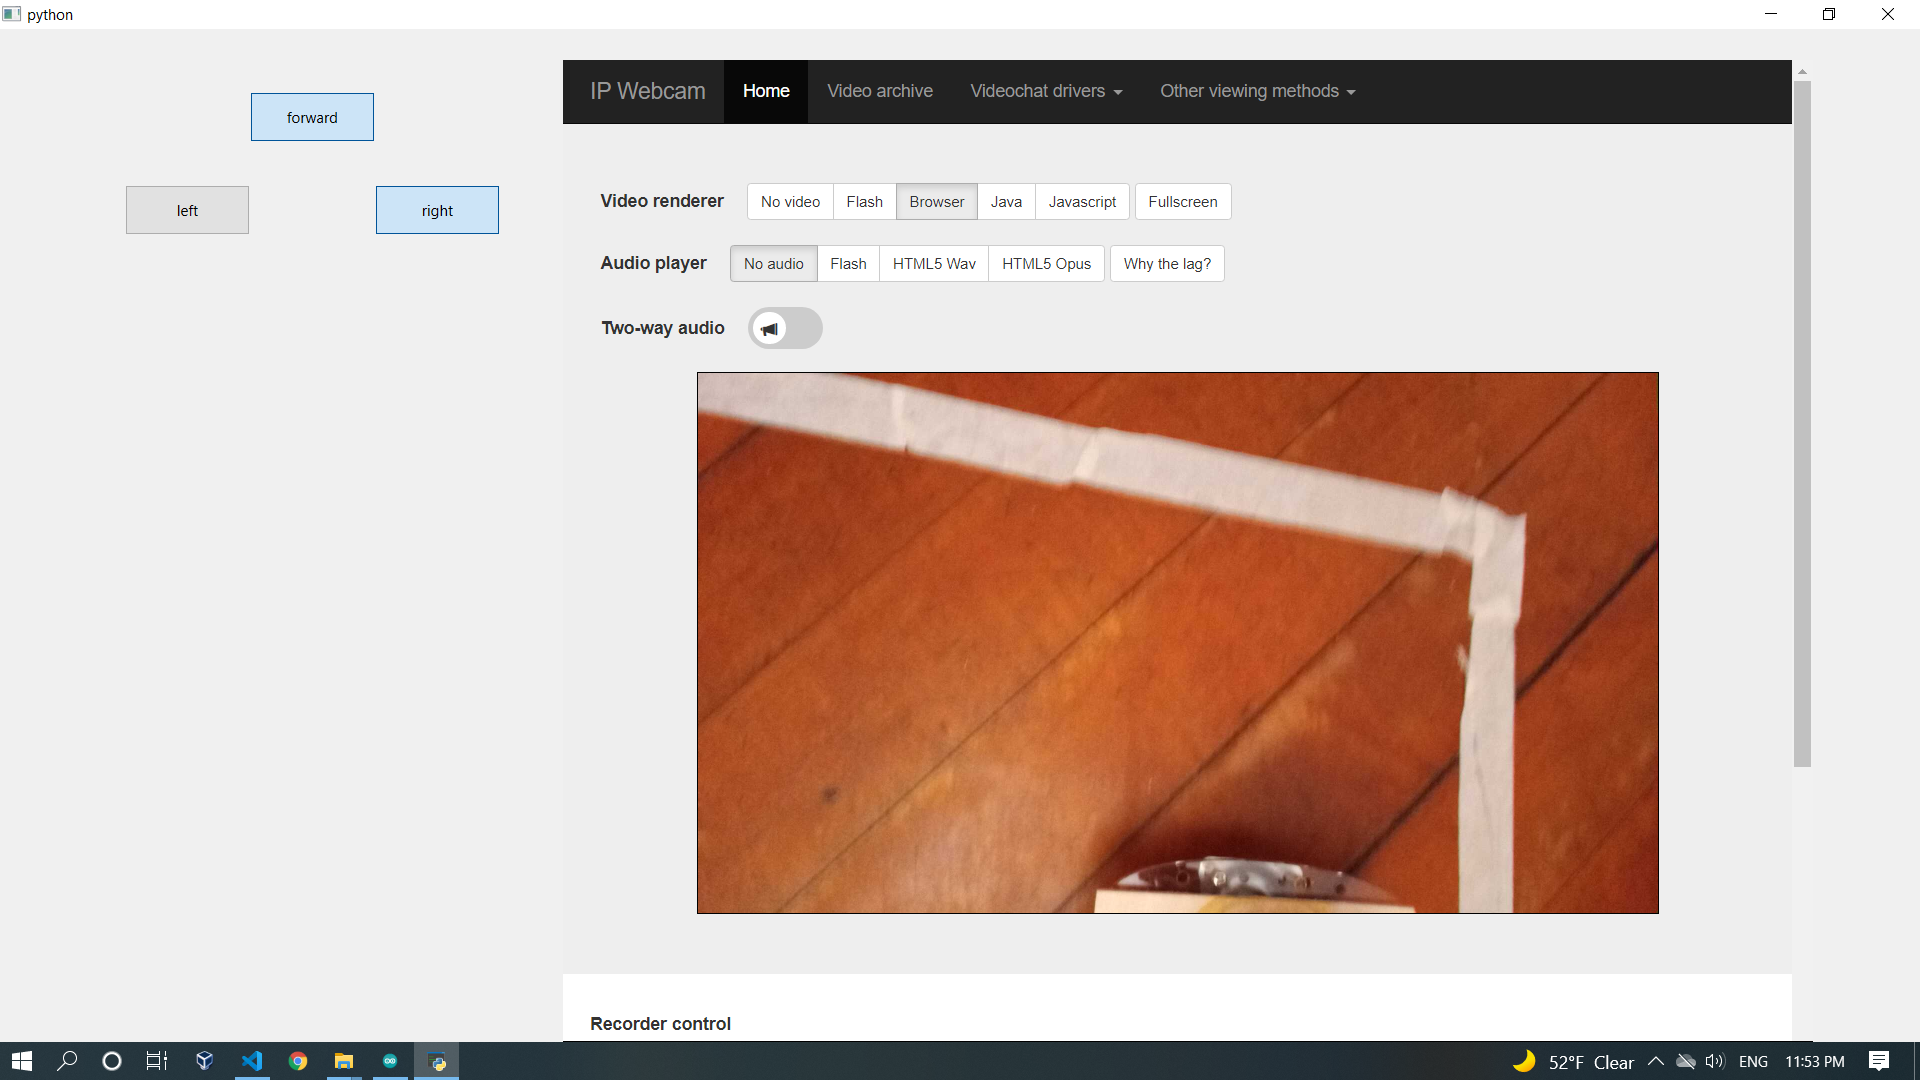 python
forward
left
right
IP Webcam Home Video archive Videochat drivers Other viewing methods
Video renderer No video Flash Browser Java Javascript Fullscreen
Audio player No audio Flash HTML5 Wav HTML5 Opus Why the lag?
Two-way audio
Recorder control
52°F Clear ENG 11:53 PM